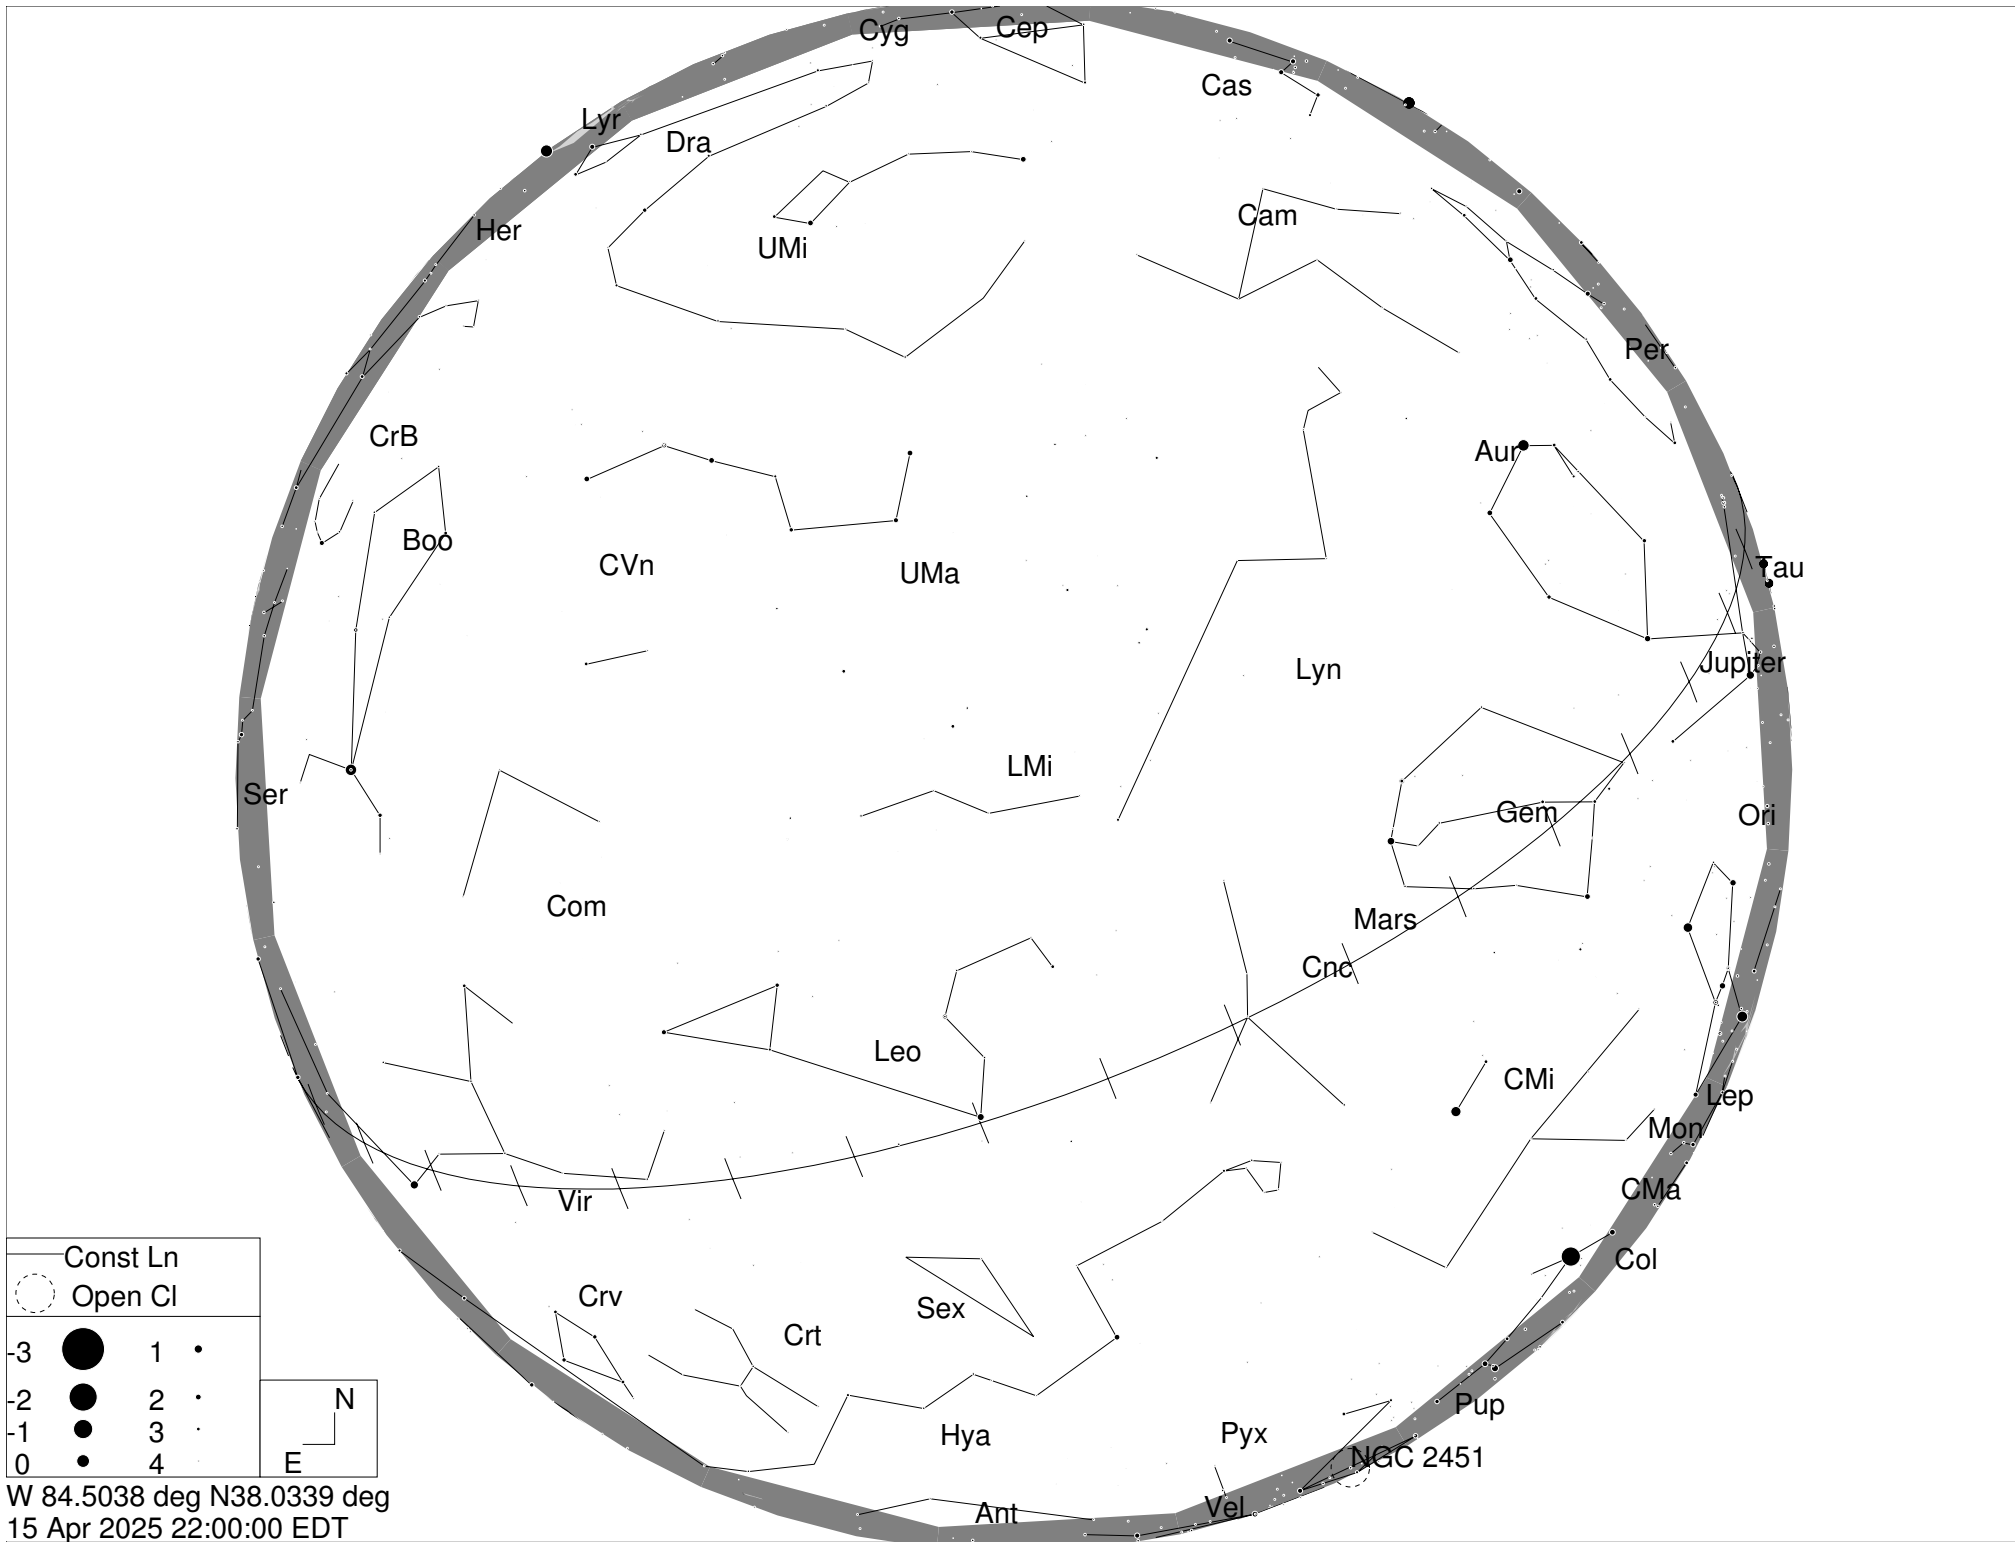 Cyg
Cep
Cas
Lyr
Dra
Her
UMi
Cam
Per
CrB
Aur
Boo
CVn
UMa
Tau
Jupiter
Lyn
LMi
Ser
Gem
Ori
Com
Mars
Cnc
Leo
CMi
Lep
Mon
Vir
CMa
Const Ln
Col
Open Cl
Crv
Sex
Crt
-3 1
-2 2
-1 3
0 4
N
E
Pup
Hya
Pyx
NGC 2451
Vel
Ant
W 84.5038 deg N38.0339 deg
15 Apr 2025 22:00:00 EDT